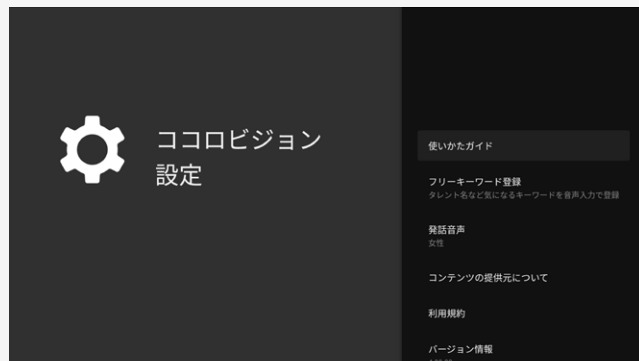 ココロビジョン
設定
使いかたガイド
フリーキーワード登録
タレント名など気になるキーワードを音声入力で登録
発話音声
女性
コンテンツの提供元について
利用規約
バージョン情報